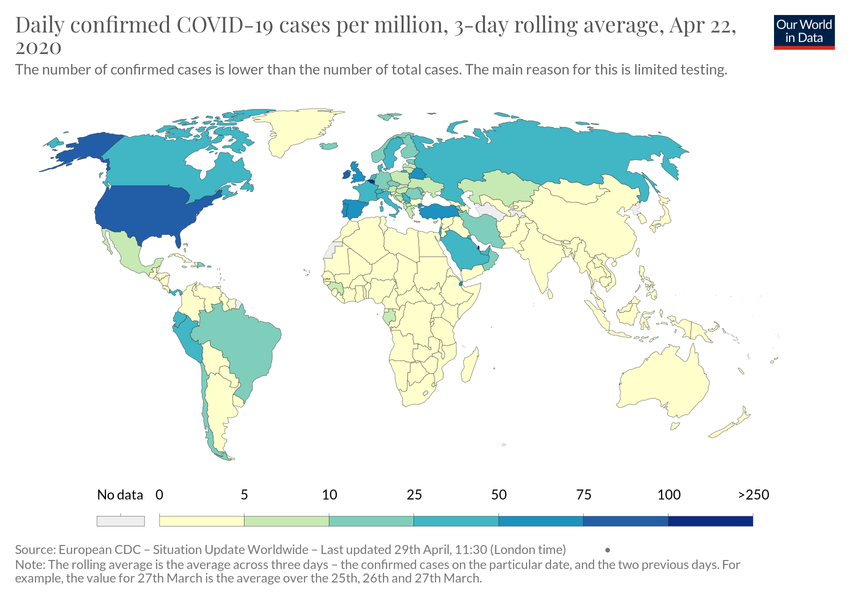 Daily confirmed COVID-19 cases per million, 3-day rolling average, Apr 22,
2020
Our World
in Data
The number of confirmed cases is lower than the number of total cases. The main reason for this is limited testing.
No data 0 5 10 25 50 75 100 >250
Source: European CDC – Situation Update Worldwide – Last updated 29th April, 11:30 (London time) •
Note: The rolling average is the average across three days – the confirmed cases on the particular date, and the two previous days. For
example, the value for 27th March is the average over the 25th, 26th and 27th March.